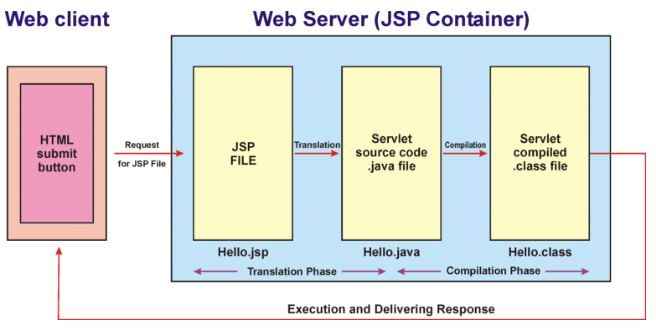 Web client
Web Server (JSP Container)
HTML
submit
button
Request
for JSP File
JSP
FILE
Translation
Servlet
source code
.java file
Compilation
Servlet
compiled
.class file
Hello.jsp
Hello.java
Hello.class
Translation Phase
Compilation Phase
Execution and Delivering Response